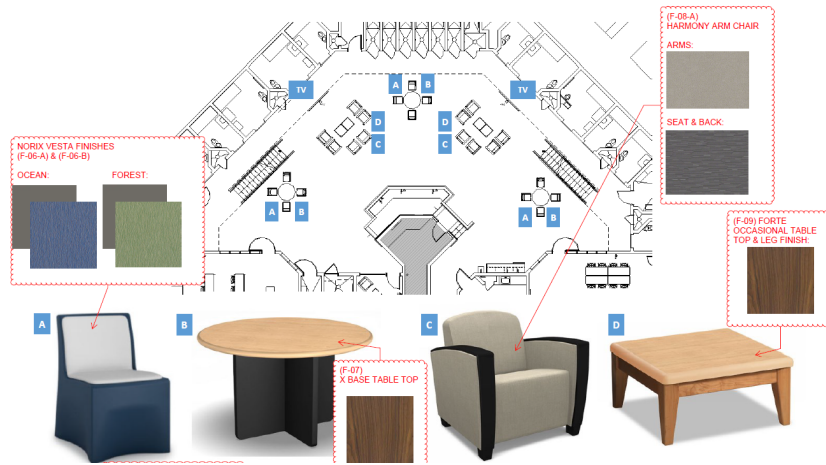 (F-08-A)
HARMONY ARM CHAIR
ARMS:
SEAT & BACK:
TV
TV
A
B
D
C
D
C
A
B
A
B
NORIX VESTA FINISHES
(F-06-A) & (F-06-B)
OCEAN:
FOREST:
(F-09) FORTE
OCCASIONAL TABLE
TOP & LEG FINISH:
A
B
C
D
(F-07)
X BASE TABLE TOP